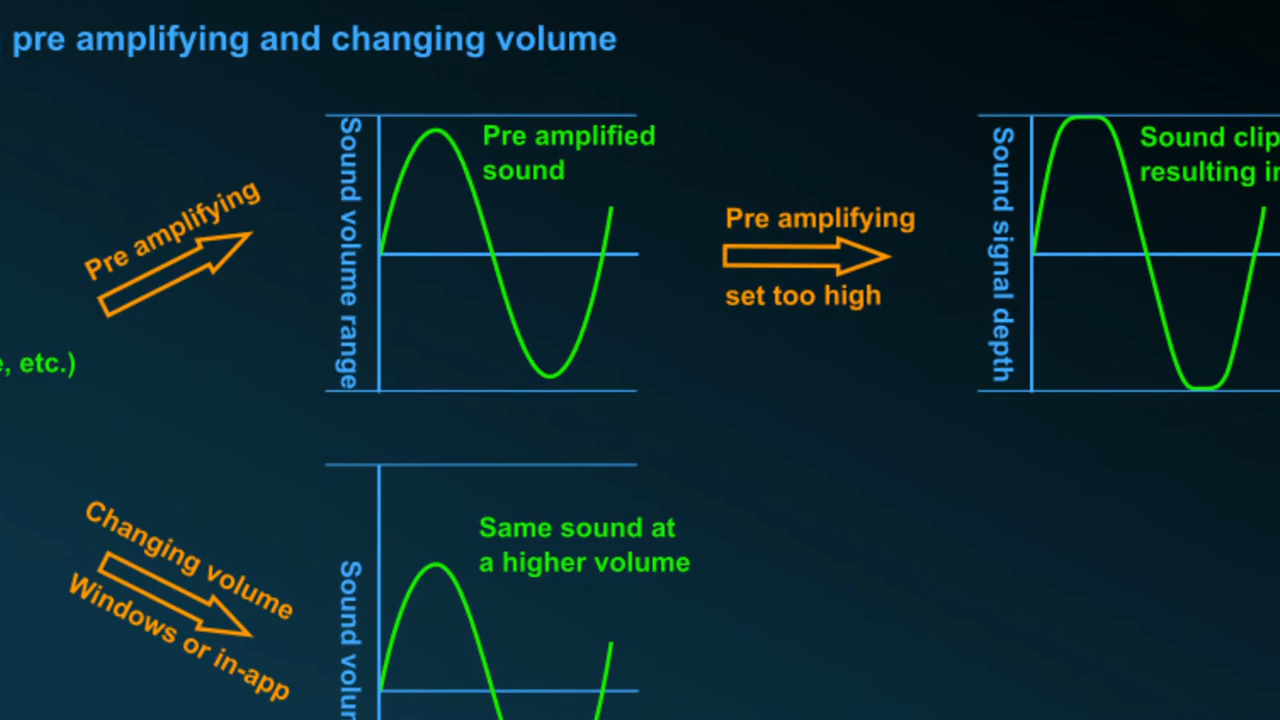 pre amplifying and changing volume
Pre amplifying
Sound volume range
Pre amplified
sound
Pre amplifying
set too high
Sound signal depth
Sound clip
resulting
etc.)
Changing volume
Windows or in-app
Same sound at
a higher volume
Sound